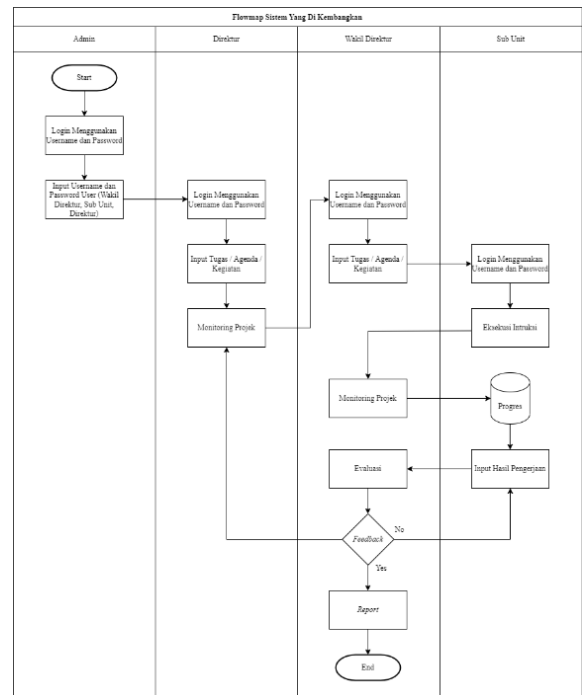 Flowmap Sistem Yang Di Kembangkan
Admin
Direktur
Wakil Direktur
Sub Unit
Start
Login Menggunakan
Username dan Password
Input Username dan
Password User (Wakil
Direktur, Sub Unit,
Direktur)
Login Menggunakan
Username dan Password
Input Tugas / Agenda /
Kegiatan
Monitoring Projek
Login Menggunakan
Username dan Password
Input Tugas / Agenda /
Kegiatan
Login Menggunakan
Username dan Password
Eksekusi Intruksi
Monitoring Projek
Progres
Evaluasi
Input Hasil Pengerjaan
Feedback
No
Yes
Report
End